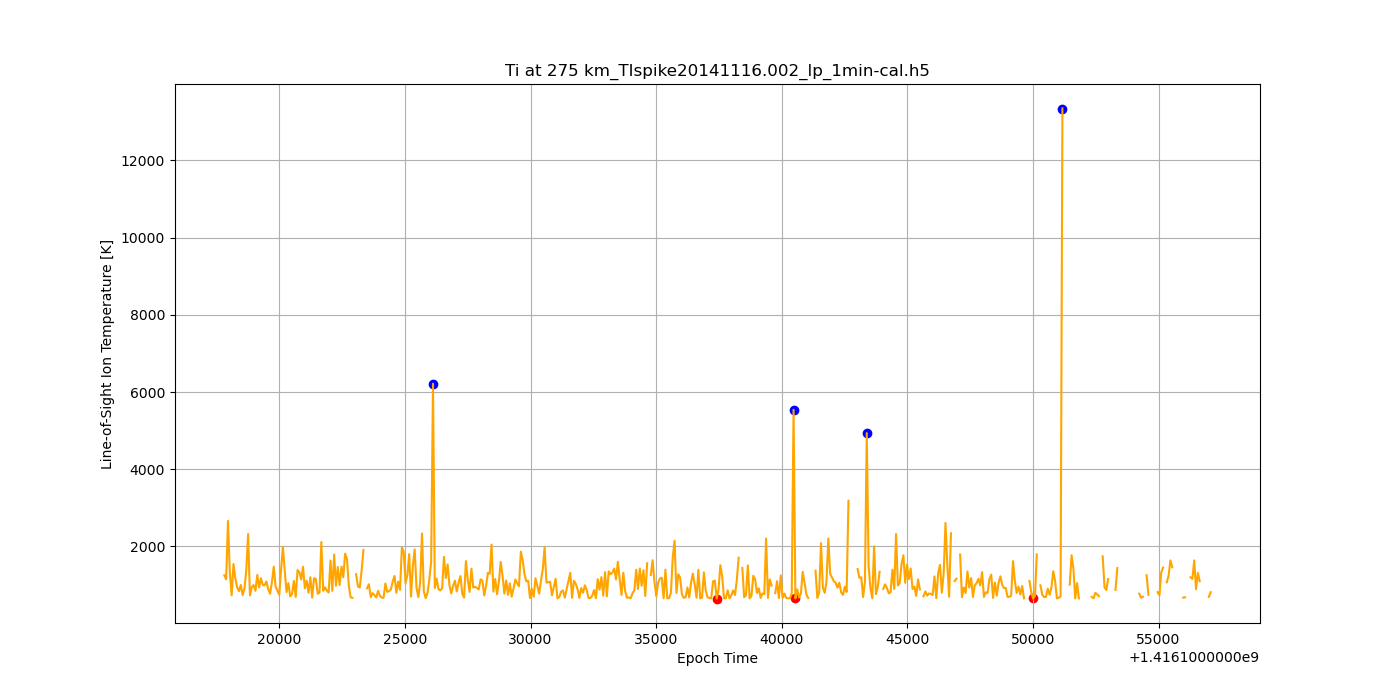 Ti at 275 km_TIspike20141116.002_lp_1min-cal.h5
Line-of-Sight Ion Temperature [K]
12000
10000
8000
6000
4000
2000
20000 25000 30000 35000 40000 45000 50000 55000
Epoch Time
+1.4161000000e9